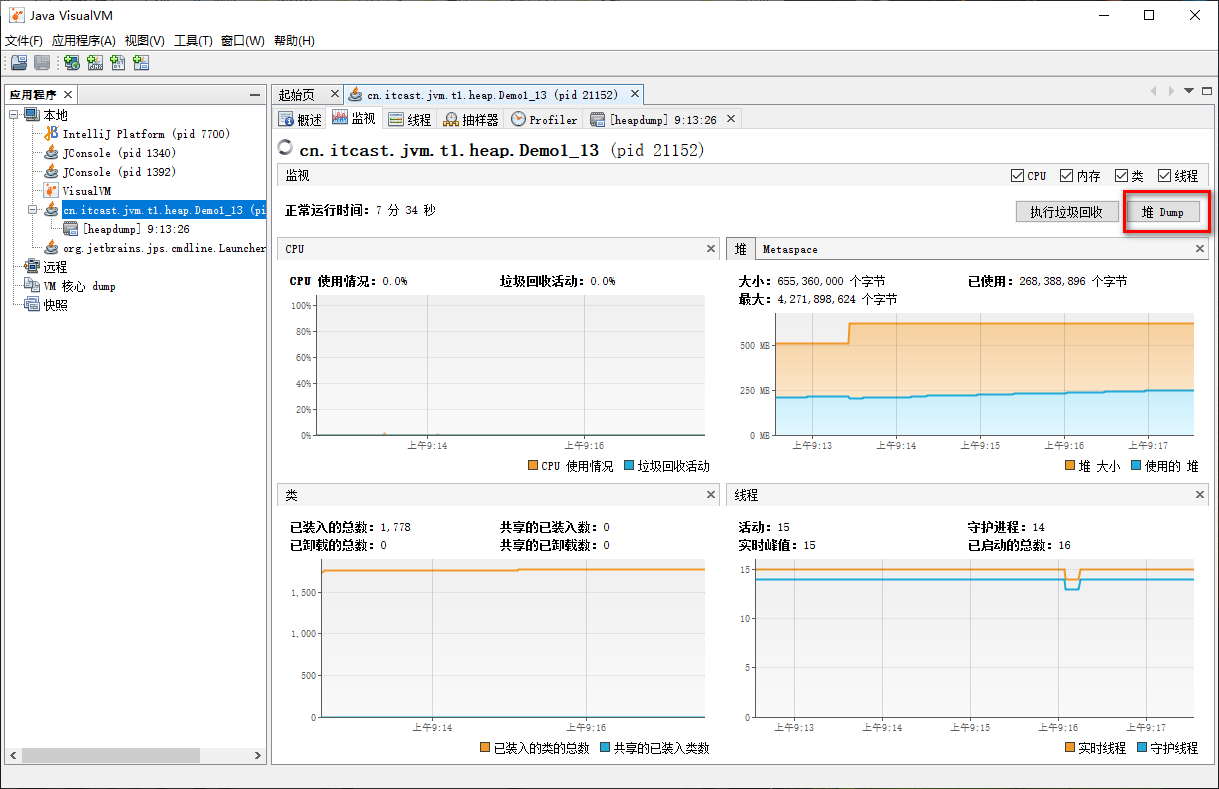 Java VisualVM
文件(F) 应用程序(A) 视图(V) 工具(T) 窗口(W) 帮助(H)
应用程序
本地
IntelliJ Platform (pid 7700)
JConsole (pid 1340)
JConsole (pid 1392)
VisualVM
cn.itcast.jvm.t1.heap.Demo1_13 (pi
[heapdump] 9:13:26
org.jetbrains.jps.cmdline.Launcher
远程
VM 核心 dump
快照
起始页 cn.itcast.jvm.t1.heap.Demo1_13 (pid 21152)
概述 监视 线程 抽样器 Profiler [heapdump] 9:13:26
cn.itcast.jvm.t1.heap.Demo1_13 (pid 21152)
监视 CPU 内存 类 线程
正常运行时间: 7 分 34 秒 执行垃圾回收 堆 Dump
CPU
CPU 使用情况: 0.0% 垃圾回收活动: 0.0%
100%
80%
60%
40%
20%
0%
上午9:14 上午9:16
CPU 使用情况 垃圾回收活动
堆 Metaspace
大小: 655,360,000 个字节 已使用: 268,388,896 个字节
最大: 4,271,898,624 个字节
500 MB
250 MB
0 MB
上午9:13 上午9:14 上午9:15 上午9:16 上午9:17
堆 大小 使用的 堆
类
已装入的总数: 1,778 共享的已装入数: 0
已卸载的总数: 0 共享的已卸载数: 0
1,500
1,000
500
0
上午9:14 上午9:16
已装入的类的总数 共享的已装入类数
线程
活动: 15 守护进程: 14
实时峰值: 15 已启动的总数: 16
15
10
5
0
上午9:13 上午9:14 上午9:15 上午9:16 上午9:17
实时线程 守护线程